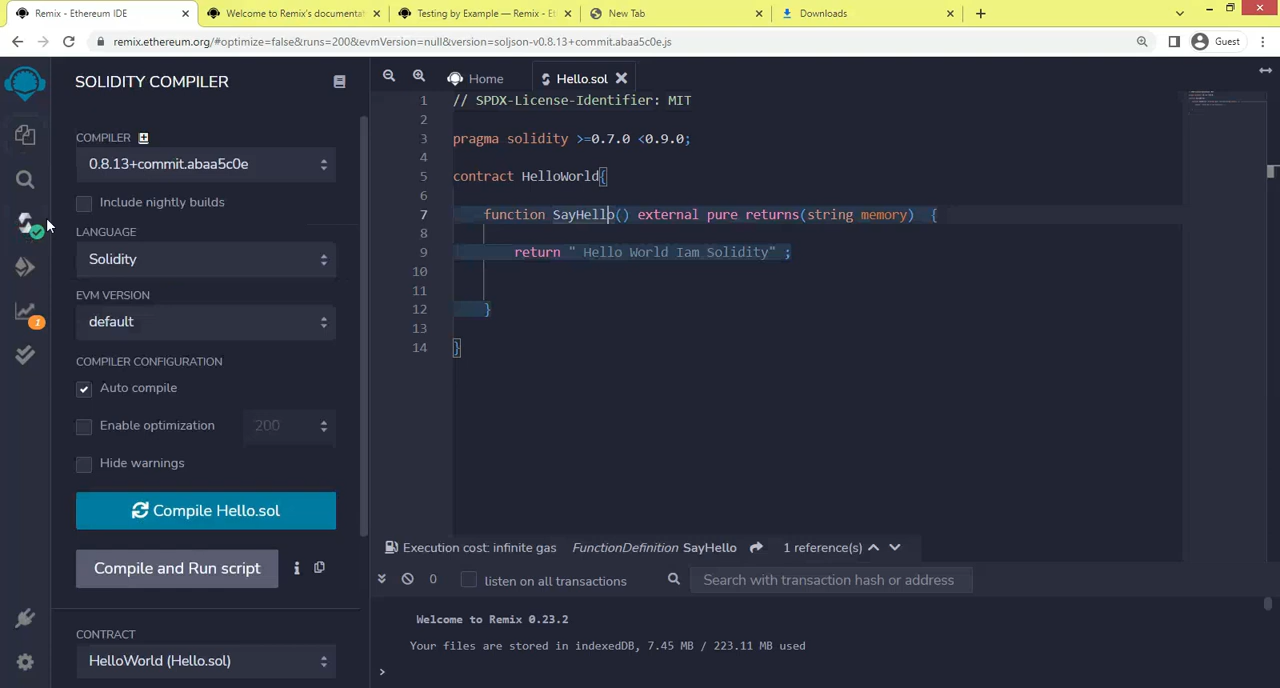 Remix - Ethereum IDE
Welcome to Remix's documentat
Testing by Example — Remix - Et
New Tab
Downloads
remix.ethereum.org/#optimize=false&runs=200&evmVersion=null&version=soljson-v0.8.13+commit.abaa5c0e.js
Guest
SOLIDITY COMPILER
COMPILER
0.8.13+commit.abaa5c0e
Include nightly builds
LANGUAGE
Solidity
EVM VERSION
default
COMPILER CONFIGURATION
Auto compile
Enable optimization
200
Hide warnings
Compile Hello.sol
Compile and Run script
CONTRACT
HelloWorld (Hello.sol)
1
Home
Hello.sol
1 // SPDX-License-Identifier: MIT
2
3 pragma solidity >=0.7.0 <0.9.0;
4
5 contract HelloWorld{
6
7 function SayHello() external pure returns(string memory) {
8
9 return " Hello World Iam Solidity" ;
10
11
12 }
13
14 }
Execution cost: infinite gas FunctionDefinition SayHello 1 reference(s)
0 listen on all transactions Search with transaction hash or address
Welcome to Remix 0.23.2
Your files are stored in indexedDB, 7.45 MB / 223.11 MB used
>